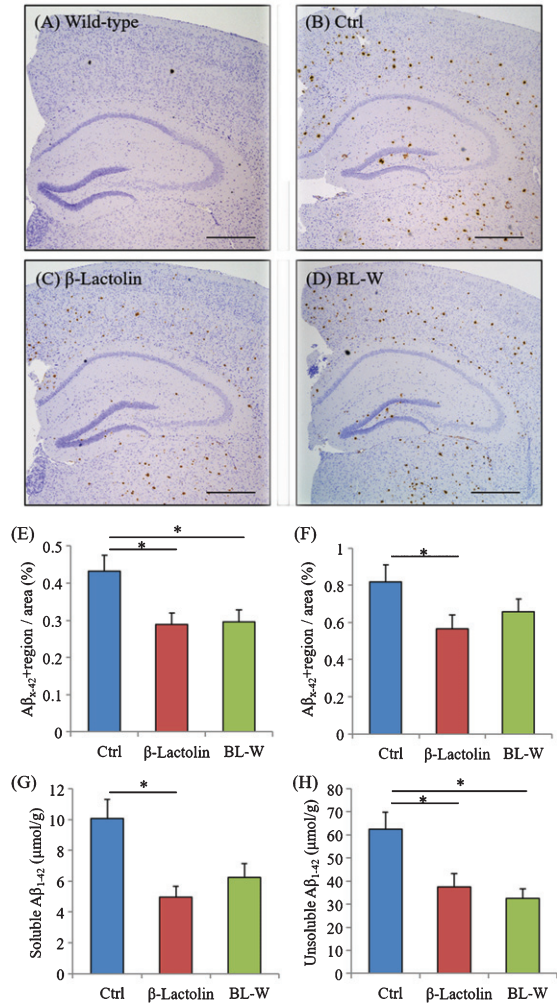 (A) Wild-type
(B) Ctrl
(C) β-Lactolin
(D) BL-W
(E)
*
*
Aβx-42+region / area (%)
0.5
0.4
0.3
0.2
0.1
0
Ctrl
β-Lactolin
BL-W
(F)
*
Aβx-42+region / area (%)
1
0.8
0.6
0.4
0.2
0
Ctrl
β-Lactolin
BL-W
(G)
*
Soluble Aβ1-42 (μmol/g)
12
10
8
6
4
2
0
Ctrl
β-Lactolin
BL-W
(H)
*
*
Unsoluble Aβ1-42 (μmol/g)
80
70
60
50
40
30
20
10
0
Ctrl
β-Lactolin
BL-W